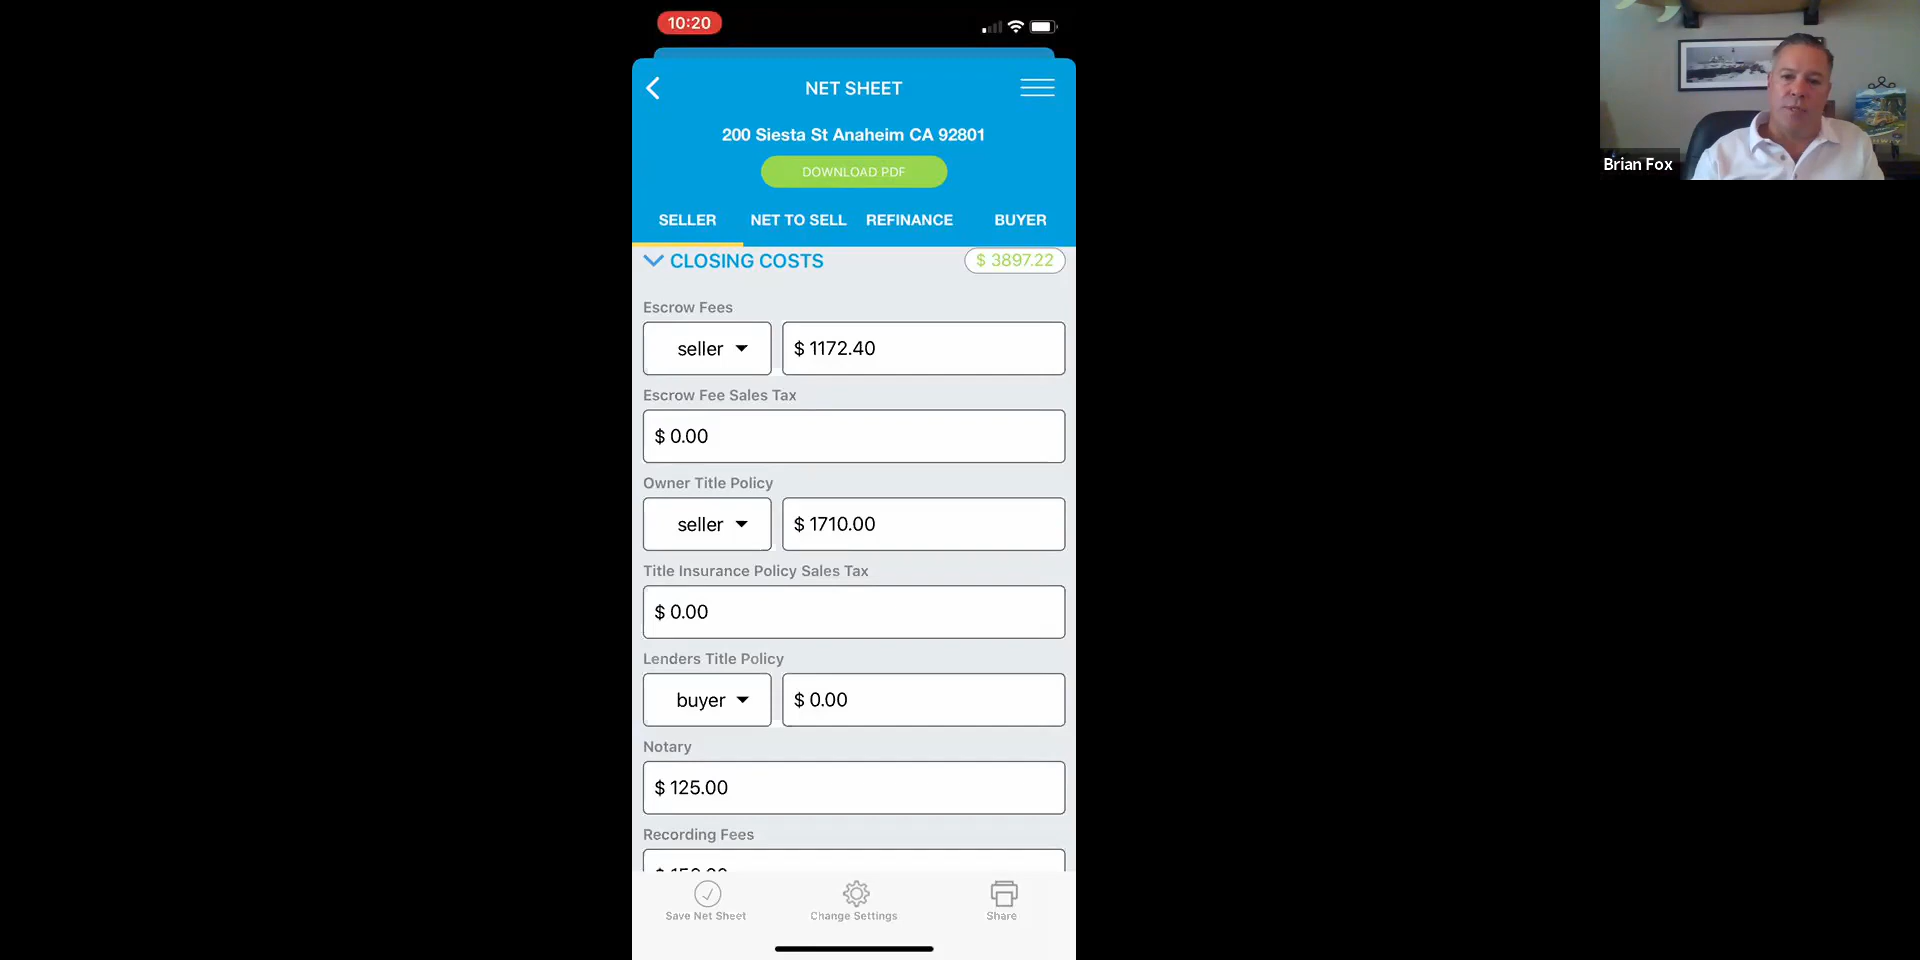 10:20
NET SHEET
200 Siesta St Anaheim CA 92801
DOWNLOAD PDF
SELLER NET TO SELL REFINANCE BUYER
CLOSING COSTS $ 3897.22
Escrow Fees
seller $ 1172.40
Escrow Fee Sales Tax
$ 0.00
Owner Title Policy
seller $ 1710.00
Title Insurance Policy Sales Tax
$ 0.00
Lenders Title Policy
buyer $ 0.00
Notary
$ 125.00
Recording Fees
Save Net Sheet Change Settings Share
Brian Fox